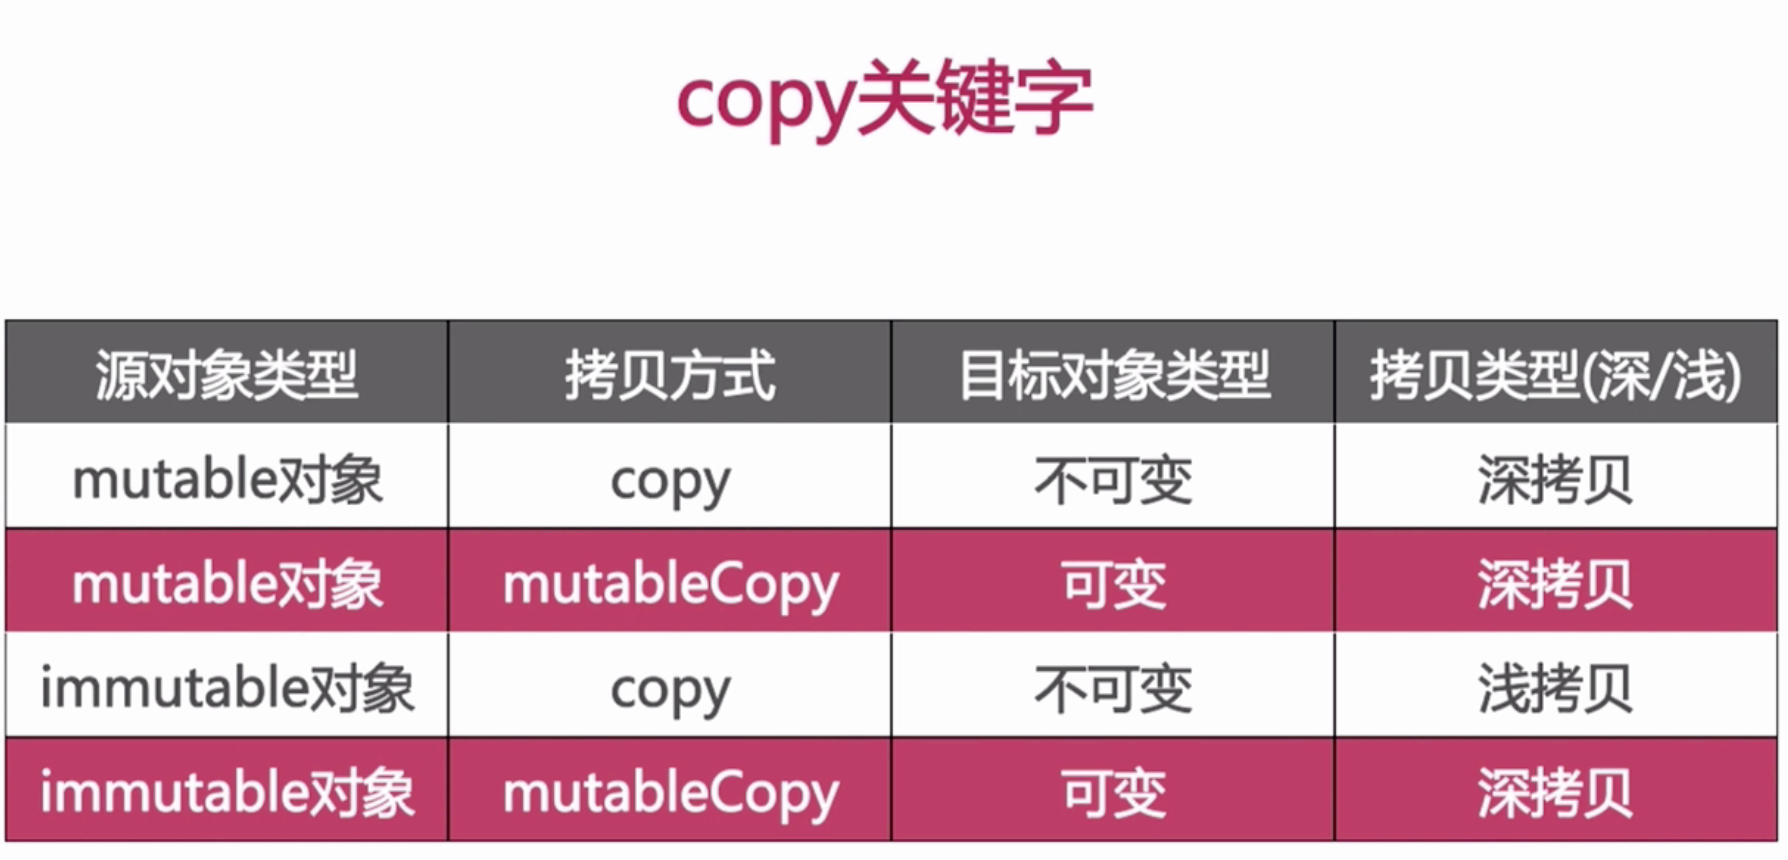 copy关键字
源对象类型 拷贝方式 目标对象类型 拷贝类型(深/浅)
mutable对象 copy 不可变 深拷贝
mutable对象 mutableCopy 可变 深拷贝
immutable对象 copy 不可变 浅拷贝
immutable对象 mutableCopy 可变 深拷贝